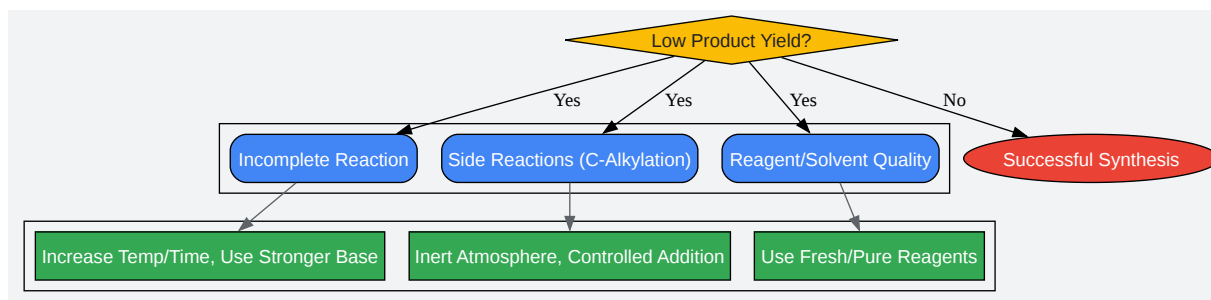 Low Product Yield?
Yes
Yes
Yes
No
Incomplete Reaction
Side Reactions (C-Alkylation)
Reagent/Solvent Quality
Successful Synthesis
Increase Temp/Time, Use Stronger Base
Inert Atmosphere, Controlled Addition
Use Fresh/Pure Reagents